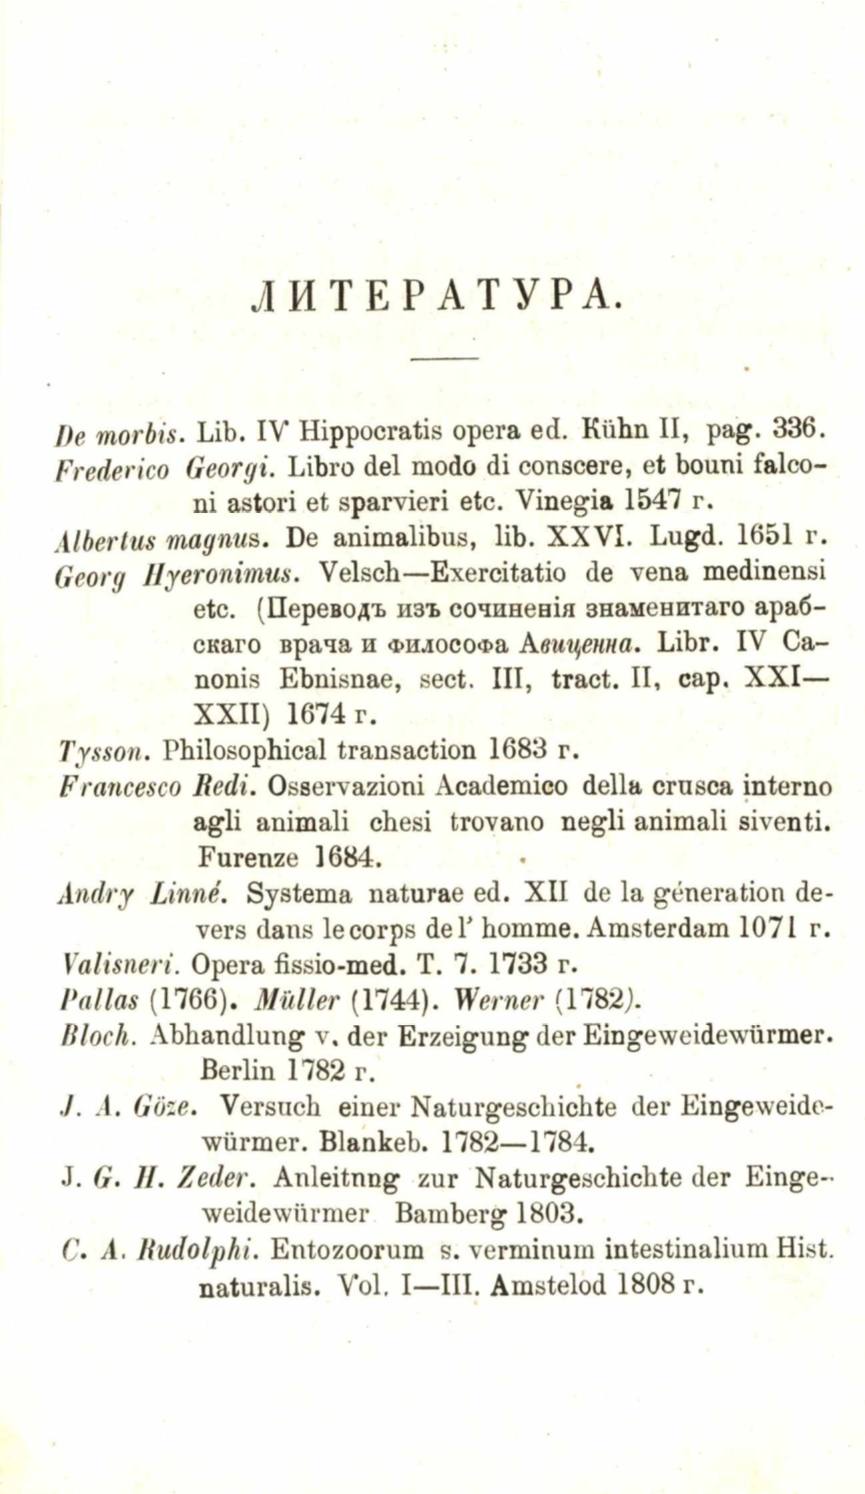 ЛИТЕРАТУРА.
De morbis. Lib. IV Hippocratis opera ed. Kühn II, pag. 336.
Frederico Georgi. Libro del modo di conscere, et bouni falco-
ni astori et sparvieri etc. Vinegia 1547 г.
Albertus magnus. De animalibus, lib. XXVI. Lugd. 1651 г.
Georg Hyeronimus. Velsch—Exercitatio de vena medinensi
etc. (Переводъ изъ сочиненія знаменитаго араб-
скаго врача и философа Авиценна. Libr. IV Ca-
nonis Ebnisnae, sect. III, tract. II, cap. XXI—
XXII) 1674 г.
Tysson. Philosophical transaction 1683 г.
Francesco Redi. Osservazioni Academico della crusca interno
agli animali chesi trovano negli animali siventi.
Furenze 1684.
Andry Linné. Systema naturae ed. XII de la géneration de-
vers dans le corps de l' homme. Amsterdam 1071 г.
Valisneri. Opera fissio-med. T. 7. 1733 г.
Pallas (1766). Müller (1744). Werner (1782).
Bloch. Abhandlung v. der Erzeigung der Eingeweidewürmer.
Berlin 1782 г.
J. A. Göze. Versuch einer Naturgeschichte der Eingeweide-
würmer. Blankeb. 1782—1784.
J. G. H. Zeder. Anleitnng zur Naturgeschichte der Einge-
weidewürmer Bamberg 1803.
C. A. Rudolphi. Entozoorum s. verminum intestinalium Hist.
naturalis. Vol. I—III. Amstelod 1808 г.